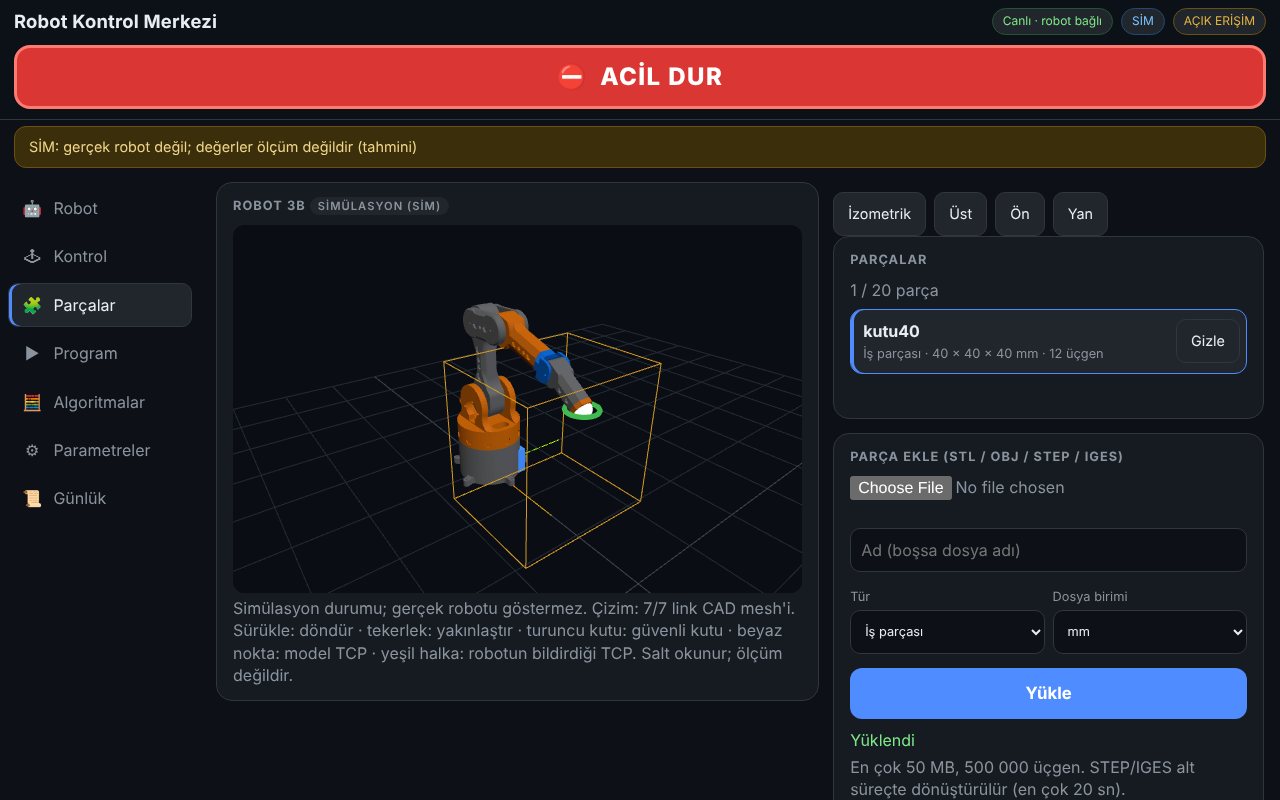 Robot Kontrol Merkezi
Canlı · robot bağlı
SİM
AÇIK ERİŞİM
ACİL DUR
SİM: gerçek robot değil; değerler ölçüm değildir (tahmini)
Robot
Kontrol
Parçalar
Program
Algoritmalar
Parametreler
Günlük
ROBOT 3B SİMÜLASYON (SİM)
Simülasyon durumu; gerçek robotu göstermez. Çizim: 7/7 link CAD mesh'i.
Sürükle: döndür · tekerlek: yakınlaştır · turuncu kutu: güvenli kutu · beyaz
nokta: model TCP · yeşil halka: robotun bildirdiği TCP. Salt okunur; ölçüm
değildir.
İzometrik
Üst
Ön
Yan
PARÇALAR
1 / 20 parça
kutu40
İş parçası · 40 × 40 × 40 mm · 12 üçgen
Gizle
PARÇA EKLE (STL / OBJ / STEP / IGES)
Choose File No file chosen
Ad (boşsa dosya adı)
Tür
Dosya birimi
İş parçası
mm
Yükle
Yüklendi
En çok 50 MB, 500 000 üçgen. STEP/IGES alt
süreçte dönüştürülür (en çok 20 sn).